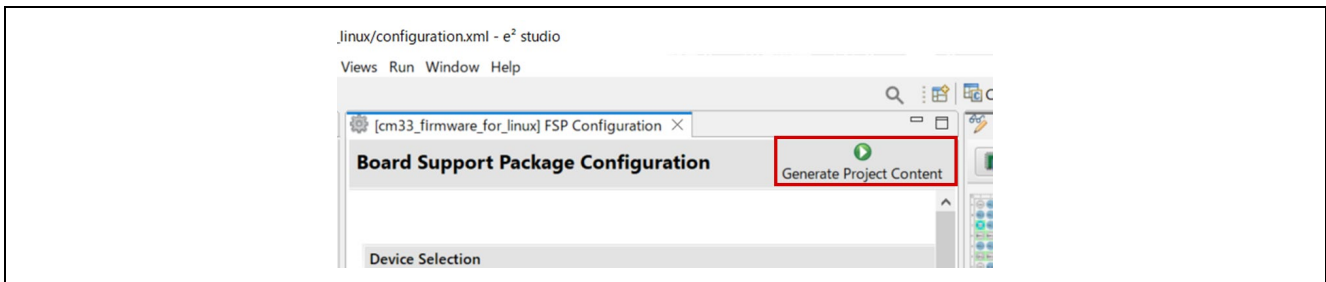 _linux/configuration.xml - e² studio
Views Run Window Help
[cm33_firmware_for_linux] FSP Configuration
Board Support Package Configuration
Generate Project Content
Device Selection